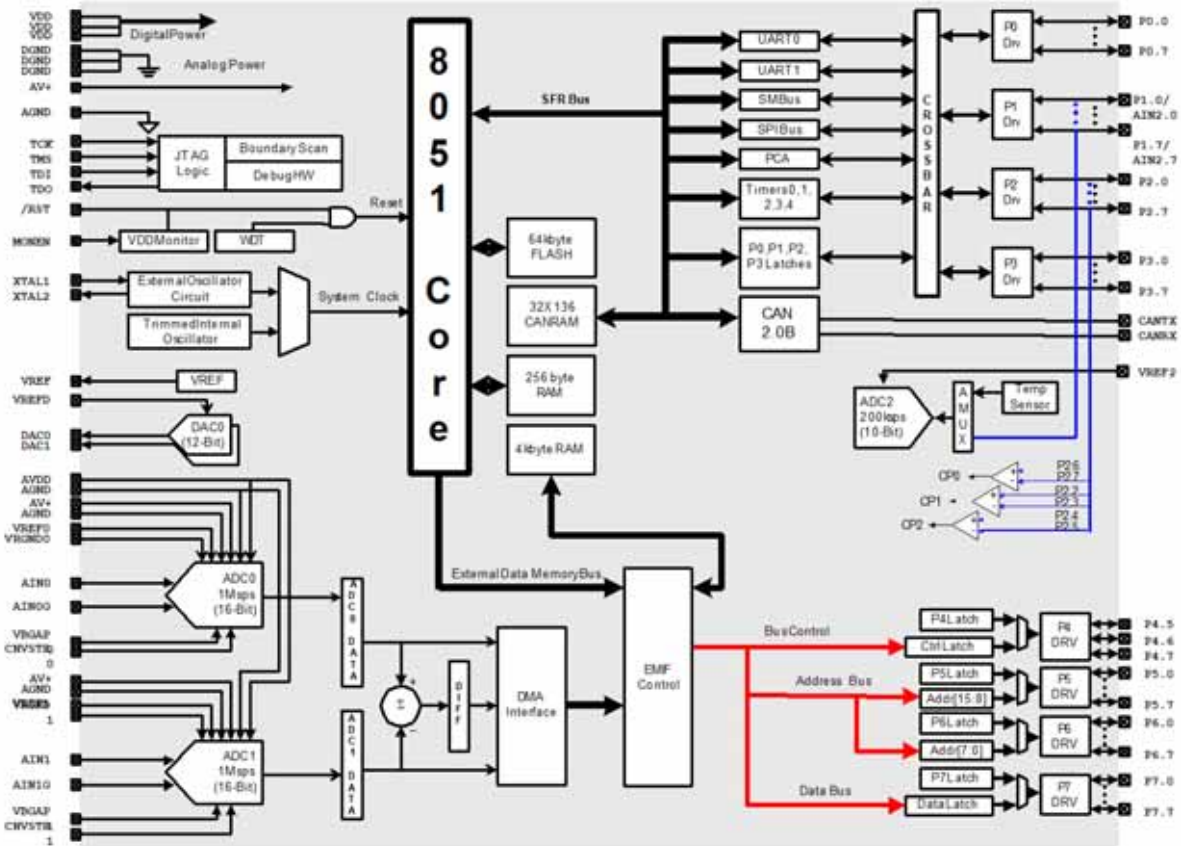 VDD
VDD
VDD
DigitalPower
DGND
DGND
DGND
Analog Power
AV+
AGND
TCK
TMS
TDI
TDO
JTAG
Logic
BoundaryScan
DebugHW
/RST
Reset
MONEN
VDDMonitor
WDT
XTAL1
XTAL2
ExternalOscillator
Circuit
System Clock
TrimmedInternal
Oscillator
VREF
VREF
VREFD
DAC0
DAC1
DAC0
(12-Bit)
AVDD
AGND
AV+
AGND
VREF0
VRGND0
AIN0
AIN0G
ADC0
1Msps
(16-Bit)
VBGAP
0
AV+
AGND
1
AIN1
AIN1G
ADC1
1Msps
(16-Bit)
VBGAP
1
8051 Core
SFR Bus
64kbyte
FLASH
32X136
CANRAM
256 byte
RAM
4kbyte RAM
External Data MemoryBus
ADC0 DATA
ADC1 DATA
+
Σ
-
DIFF
DMA
Interface
EMIF
Control
UART0
UART1
SMBus
SPIBus
PCA
Timers0,1,
2,3,4
P0,P1,P2,
P3Latches
CAN
2.0B
CROSSBAR
P0
Drv
P1
Drv
P2
Drv
P3
Drv
P0.0
P0.7
P1.0/
AIN2.0
P1.7/
AIN2.7
P2.0
P2.7
P3.0
P3.7
CANTX
CANRX
VREF2
ADC2
200ksps
(10-Bit)
AMUX
Temp
Sensor
CP0
CP1
CP2
P2.6
P2.7
P2.2
P2.3
P2.4
P2.5
BusControl
Address Bus
Data Bus
P4Latch
CtrlLatch
P4
DRV
P4.5
P4.6
P4.7
P5Latch
Addr[15:8]
P5
DRV
P5.0
P5.7
P6Latch
Addr[7:0]
P6
DRV
P6.0
P6.7
P7Latch
DataLatch
P7
DRV
P7.0
P7.7